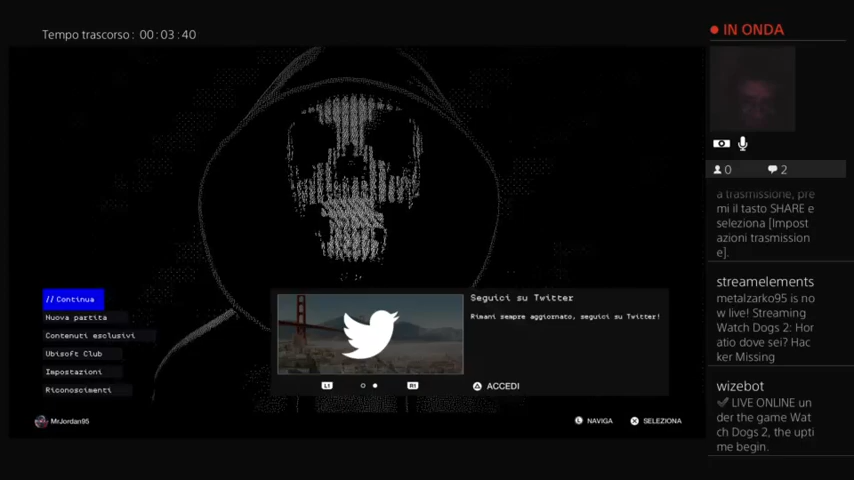 Tempo trascorso: 00:03:40
IN ONDA
0 2
a trasmissione, pre
mi il tasto SHARE e
seleziona [Impost
azioni trasmission
e].
streamelements
metalzarko95 is no
w live! Streaming
Watch Dogs 2: Hor
atio dove sei? Hac
ker Missing
wizebot
✔ LIVE ONLINE un
der the game Wat
ch Dogs 2, the upti
me begin.
// Continua
Nuova partita
Contenuti esclusivi
Ubisoft Club
Impostazioni
Riconoscimenti
Seguici su Twitter
Rimani sempre aggiornato, seguici su Twitter!
L1 R1
ACCEDI
MrJordan95
L NAVIGA
SELEZIONA